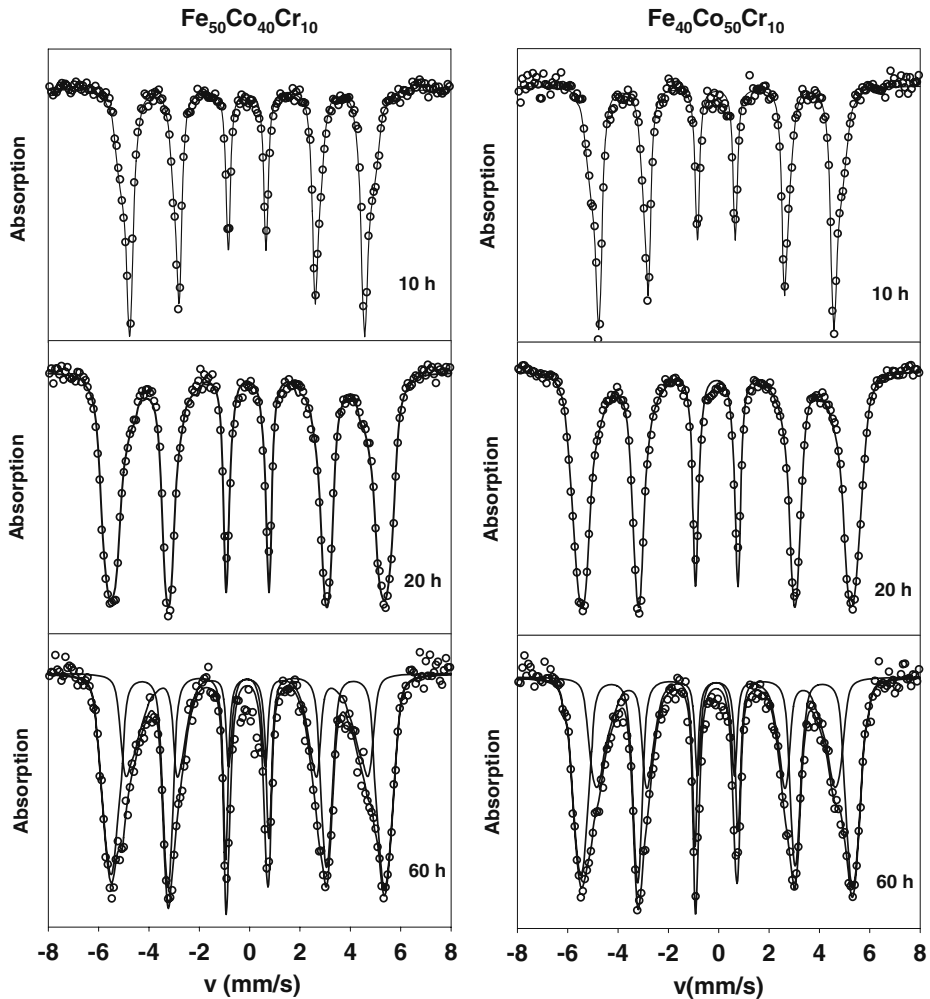 Fe₅₀Co₄₀Cr₁₀
Fe₄₀Co₅₀Cr₁₀
Absorption
10 h
Absorption
10 h
Absorption
20 h
Absorption
20 h
Absorption
60 h
Absorption
60 h
-8 -6 -4 -2 0 2 4 6 8
-8 -6 -4 -2 0 2 4 6 8
v (mm/s)
v(mm/s)